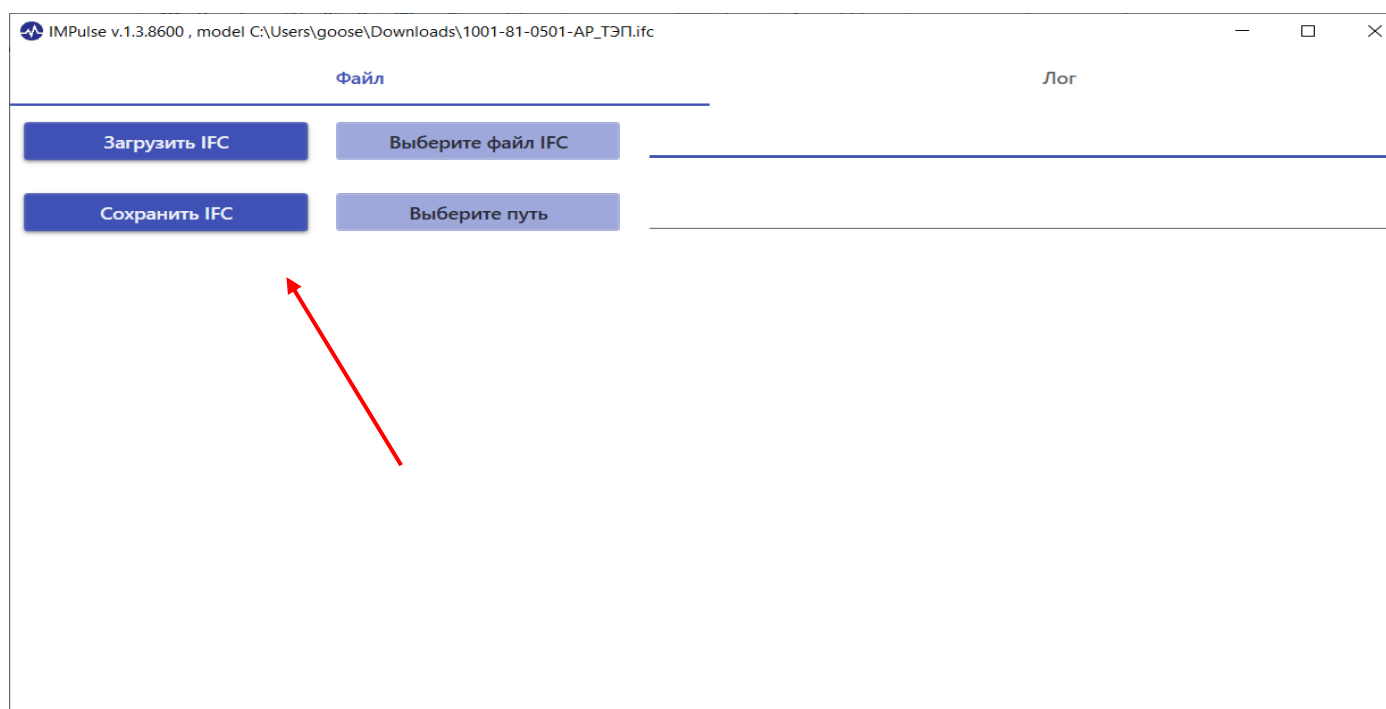 IMPulse v.1.3.8600 , model C:\Users\goose\Downloads\1001-81-0501-АР_ТЭП.ifc
Файл Лог
Загрузить IFC Выберите файл IFC
Сохранить IFC Выберите путь